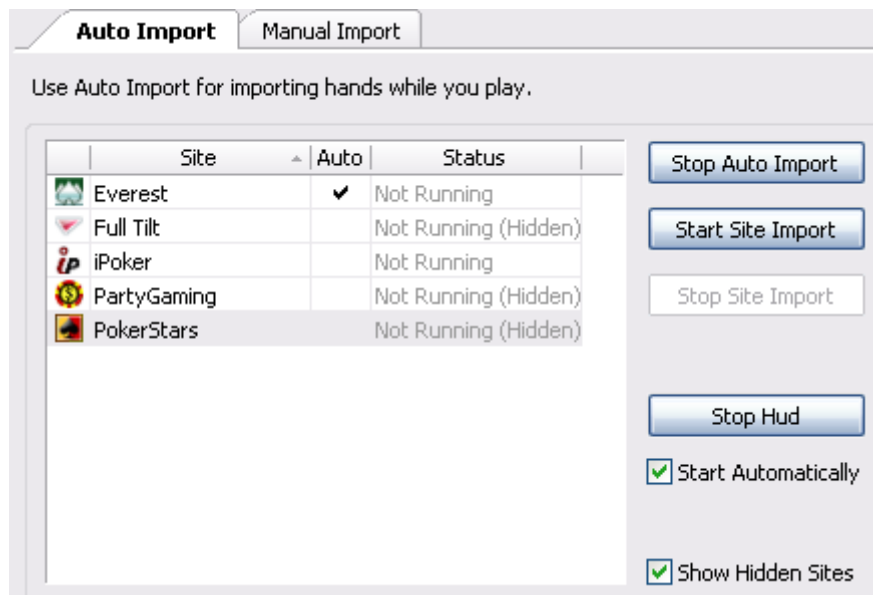 Auto Import
Manual Import
Use Auto Import for importing hands while you play.
Site Auto Status
Everest Not Running
Full Tilt Not Running (Hidden)
iPoker Not Running
PartyGaming Not Running (Hidden)
PokerStars Not Running (Hidden)
Stop Auto Import
Start Site Import
Stop Site Import
Stop Hud
Start Automatically
Show Hidden Sites